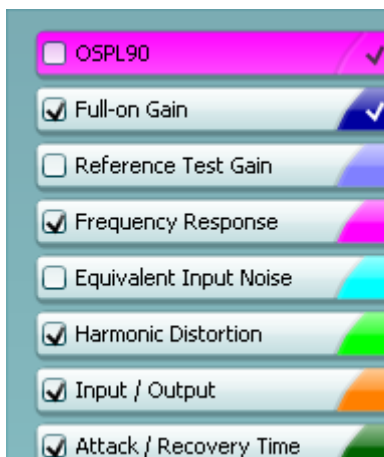 OSPL90
Full-on Gain
Reference Test Gain
Frequency Response
Equivalent Input Noise
Harmonic Distortion
Input / Output
Attack / Recovery Time